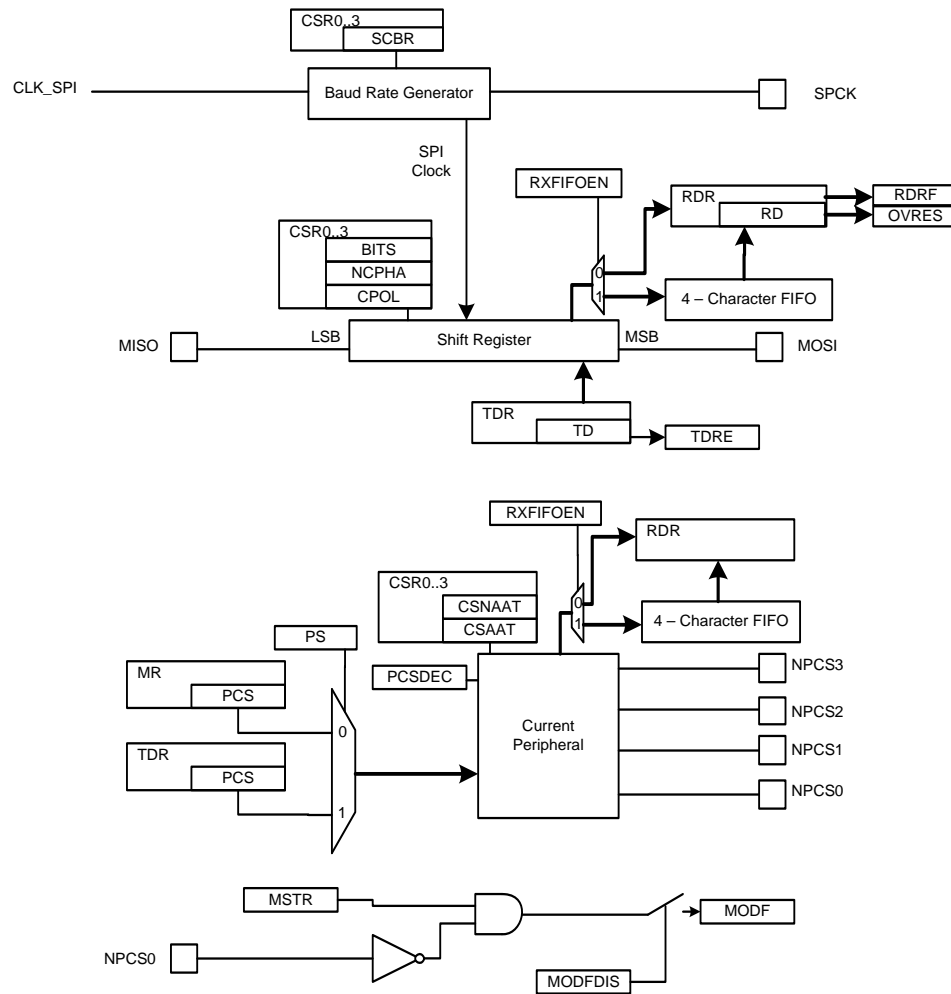 CSR0..3
SCBR
CLK_SPI
Baud Rate Generator
SPCK
SPI
Clock
RXFIFOEN
RDR
RD
RDRF
OVRES
CSR0..3
BITS
NCPHA
CPOL
0
1
4 – Character FIFO
MISO
LSB
Shift Register
MSB
MOSI
TDR
TD
TDRE
RXFIFOEN
RDR
CSR0..3
CSNAAT
CSAAT
0
1
4 – Character FIFO
PS
MR
PCS
PCSDEC
NPCS3
0
Current
Peripheral
NPCS2
TDR
PCS
NPCS1
1
NPCS0
MSTR
MODF
NPCS0
MODFDIS